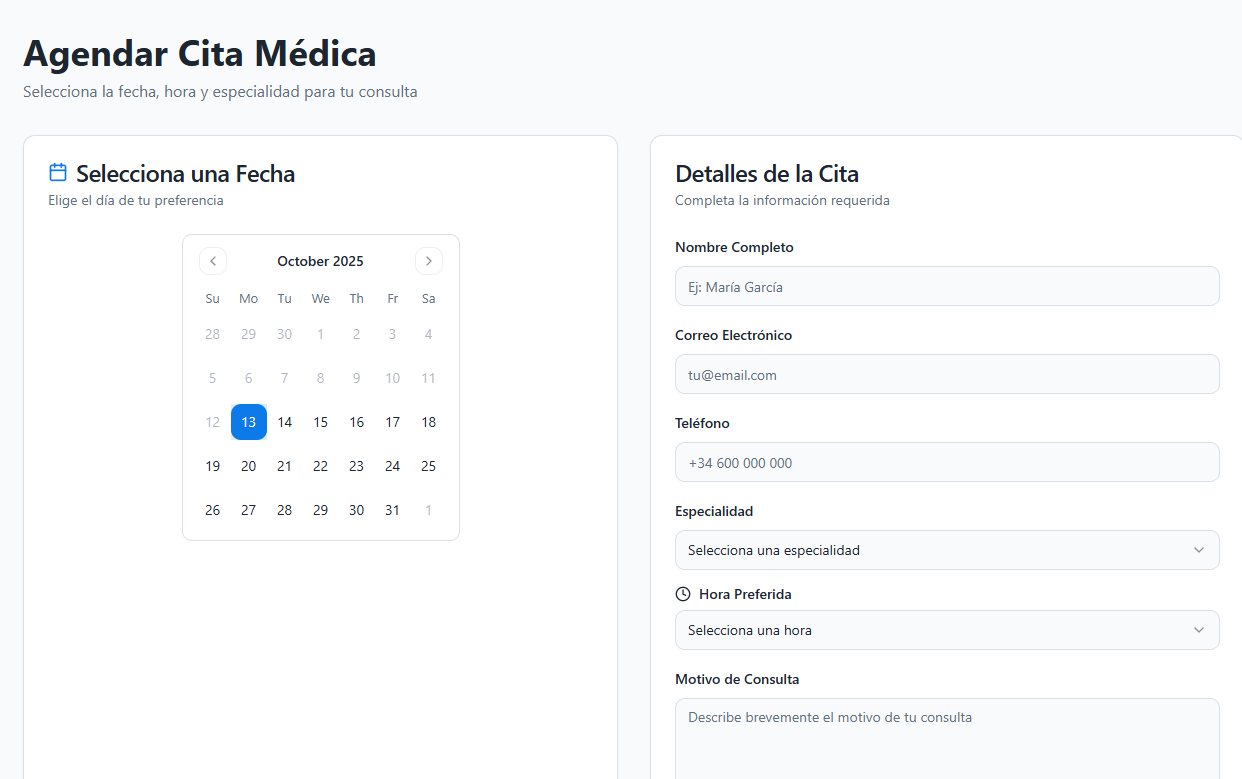 Agendar Cita Médica
Selecciona la fecha, hora y especialidad para tu consulta
Selecciona una Fecha
Elige el día de tu preferencia
October 2025
Su Mo Tu We Th Fr Sa
28 29 30 1 2 3 4
5 6 7 8 9 10 11
12 13 14 15 16 17 18
19 20 21 22 23 24 25
26 27 28 29 30 31 1
Detalles de la Cita
Completa la información requerida
Nombre Completo
Ej: María García
Correo Electrónico
tu@email.com
Teléfono
+34 600 000 000
Especialidad
Selecciona una especialidad
Hora Preferida
Selecciona una hora
Motivo de Consulta
Describe brevemente el motivo de tu consulta